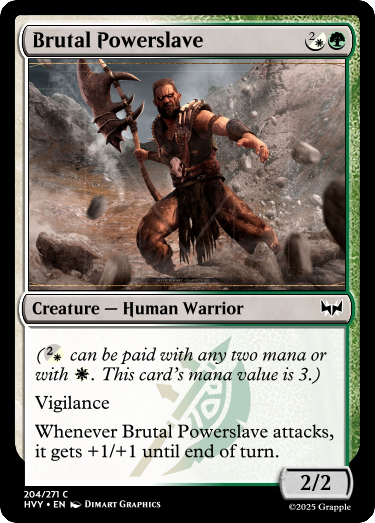 Brutal Powerslave
2
Creature — Human Warrior
(2 can be paid with any two mana or
with . This card's mana value is 3.)
Vigilance
Whenever Brutal Powerslave attacks,
it gets +1/+1 until end of turn.
2/2
204/271 C
HVY • EN DIMART GRAPHICS
©2025 Grapple